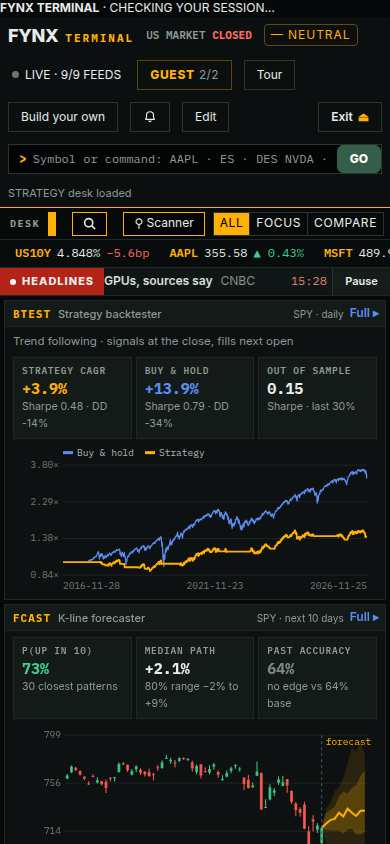 FYNX TERMINAL · CHECKING YOUR SESSION...
FYNX TERMINAL US MARKET CLOSED — NEUTRAL
LIVE · 9/9 FEEDS GUEST 2/2 Tour
Build your own Edit Exit ⏏
> Symbol or command: AAPL · ES · DES NVDA · GO
STRATEGY desk loaded
DESK Scanner ALL FOCUS COMPARE
US10Y 4.848% −5.6bp AAPL 355.58 ▲ 0.43% MSFT 489.
HEADLINES GPUs, sources say CNBC 15:28 Pause
BTEST Strategy backtester SPY · daily Full ▸
Trend following · signals at the close, fills next open
STRATEGY CAGR BUY & HOLD OUT OF SAMPLE
+3.9% +13.9% 0.15
Sharpe 0.48 · DD Sharpe 0.79 · DD Sharpe · last 30%
-14% -34%
Buy & hold Strategy
3.80×
2.29×
1.38×
0.84×
2016-11-28 2021-11-23 2026-11-25
FCAST K-line forecaster SPY · next 10 days Full ▸
P(UP IN 10) MEDIAN PATH PAST ACCURACY
73% +2.1% 64%
30 closest patterns 80% range −2% to no edge vs 64%
+9% base
799 forecast
756
714